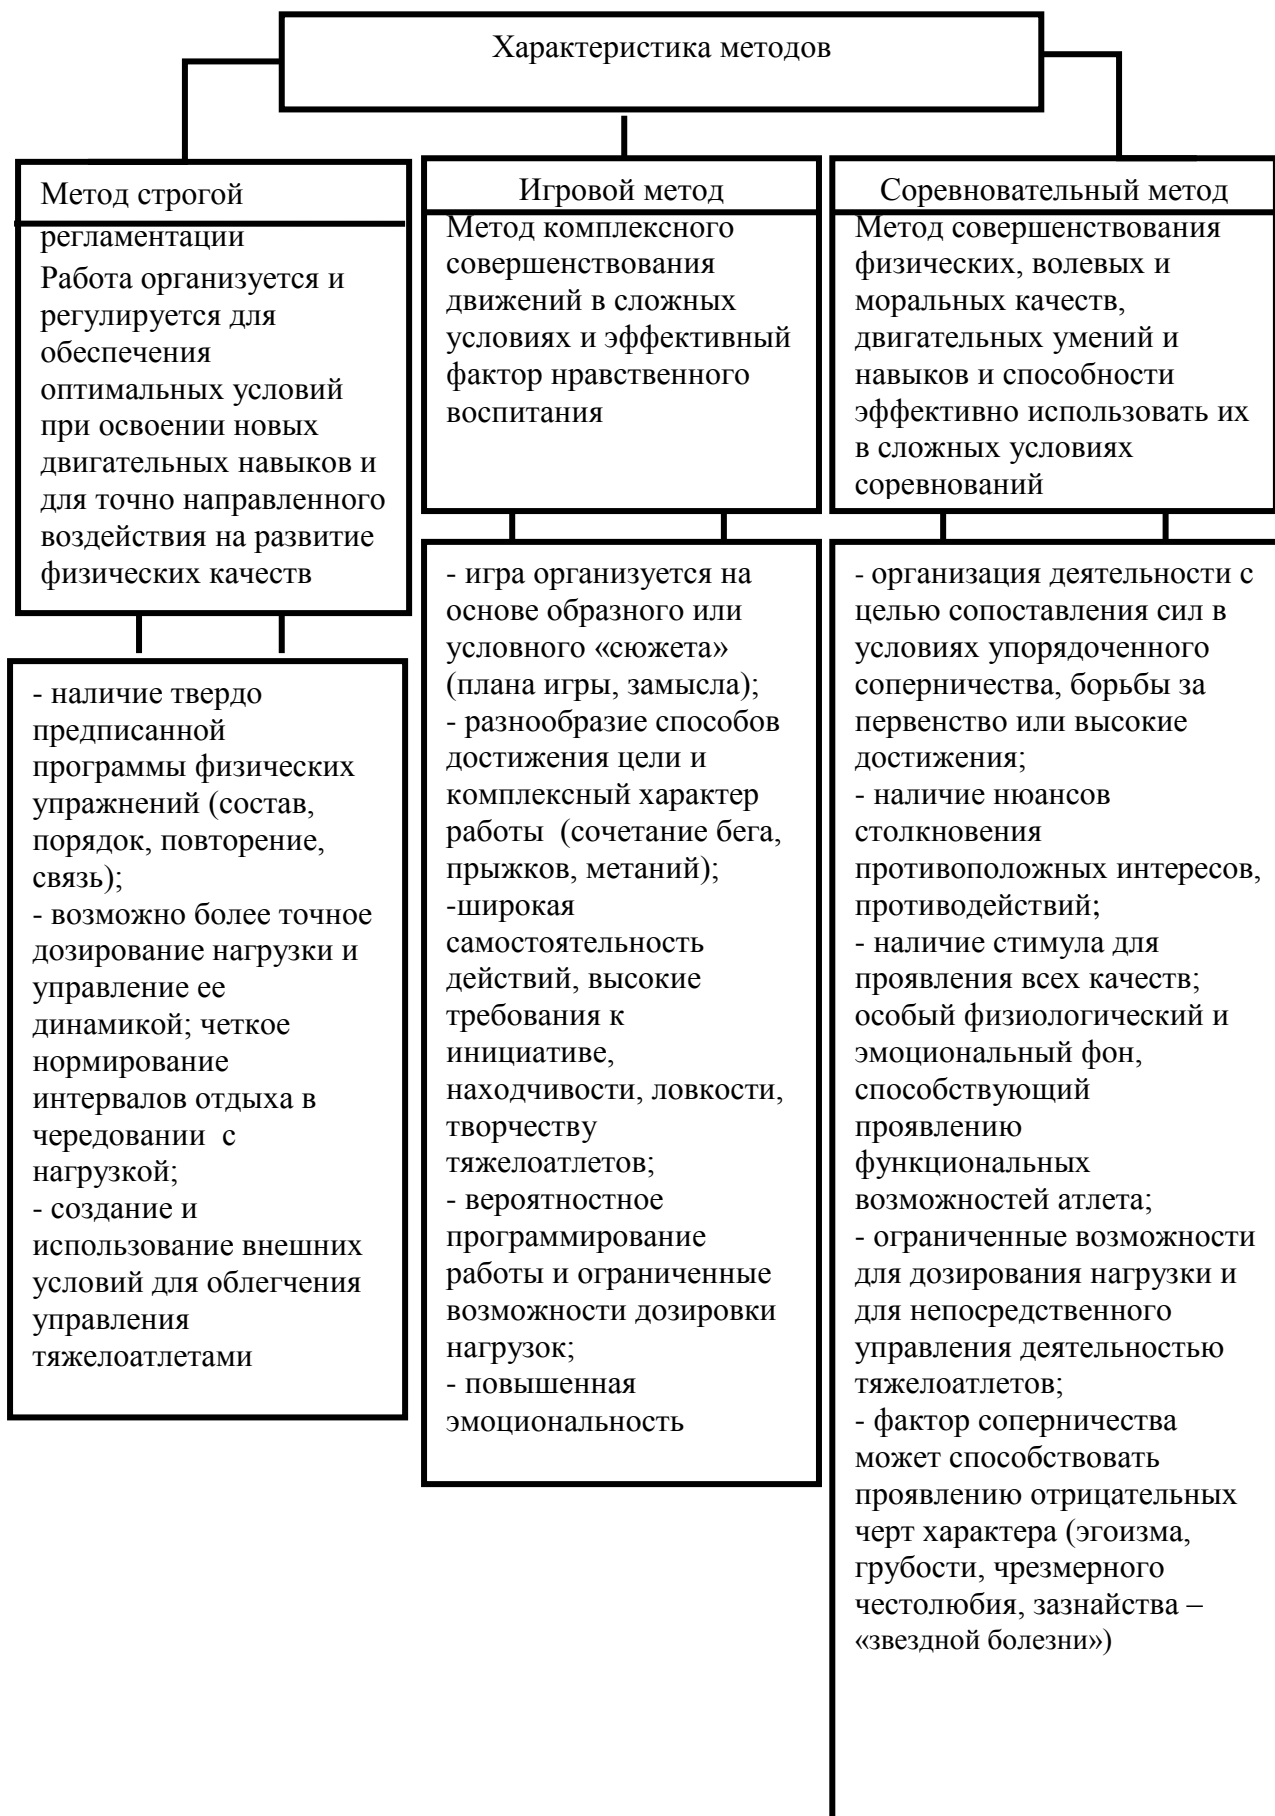 Характеристика методов
Метод строгой
регламентации
Работа организуется и
регулируется для
обеспечения
оптимальных условий
при освоении новых
двигательных навыков и
для точно направленного
воздействия на развитие
физических качеств
- наличие твердо
предписанной
программы физических
упражнений (состав,
порядок, повторение,
связь);
- возможно более точное
дозирование нагрузки и
управление ее
динамикой; четкое
нормирование
интервалов отдыха в
чередовании  с
нагрузкой;
- создание и
использование внешних
условий для облегчения
управления
тяжелоатлетами
Игровой метод
Метод комплексного
совершенствования
движений в сложных
условиях и эффективный
фактор нравственного
воспитания
- игра организуется на
основе образного или
условного «сюжета»
(плана игры, замысла);
- разнообразие способов
достижения цели и
комплексный характер
работы  (сочетание бега,
прыжков, метаний);
-широкая
самостоятельность
действий, высокие
требования к
инициативе,
находчивости, ловкости,
творчеству
тяжелоатлетов;
- вероятностное
программирование
работы и ограниченные
возможности дозировки
нагрузок;
- повышенная
эмоциональность
Соревновательный метод
Метод совершенствования
физических, волевых и
моральных качеств,
двигательных умений и
навыков и способности
эффективно использовать их
в сложных условиях
соревнований
- организация деятельности с
целью сопоставления сил в
условиях упорядоченного
соперничества, борьбы за
первенство или высокие
достижения;
- наличие нюансов
столкновения
противоположных интересов,
противодействий;
- наличие стимула для
проявления всех качеств;
особый физиологический и
эмоциональный фон,
способствующий
проявлению
функциональных
возможностей атлета;
- ограниченные возможности
для дозирования нагрузки и
для непосредственного
управления деятельностью
тяжелоатлетов;
- фактор соперничества
может способствовать
проявлению отрицательных
черт характера (эгоизма,
грубости, чрезмерного
честолюбия, зазнайства –
«звездной болезни»)